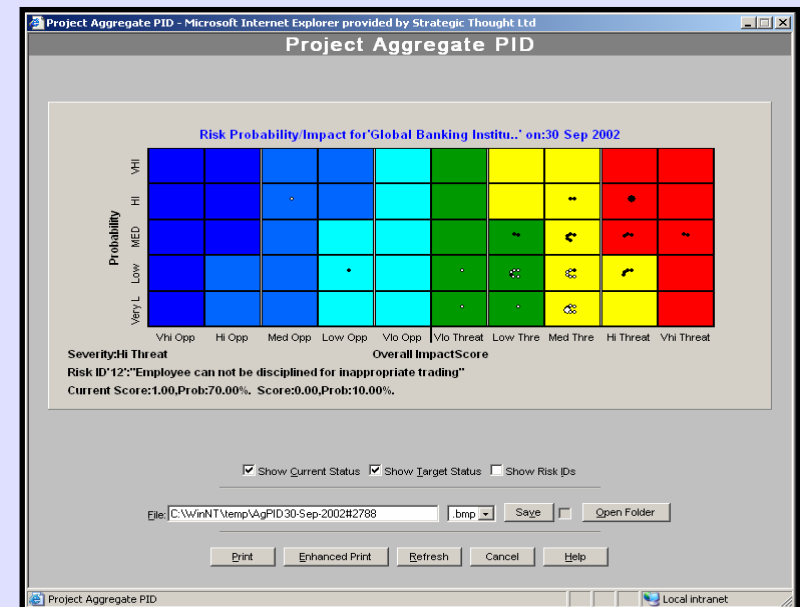 Project Aggregate PID - Microsoft Internet Explorer provided by Strategic Thought Ltd
Project Aggregate PID
Risk Probability/Impact for'Global Banking Institu..' on:30 Sep 2002
Probability
VHI
HI
MED
Low
Very L
Vhi Opp Hi Opp Med Opp Low Opp Vlo Opp Vlo Threat Low Thre Med Thre Hi Threat Vhi Threat
Severity:Hi Threat Overall ImpactScore
Risk ID'12':"Employee can not be disciplined for inappropriate trading"
Current Score:1.00,Prob:70.00%. Score:0.00,Prob:10.00%.
Show Current Status Show Target Status Show Risk IDs
File: C:\WinNT\temp\AgPID30-Sep-2002#2788 .bmp Save Open Folder
Print Enhanced Print Refresh Cancel Help
Project Aggregate PID Local intranet